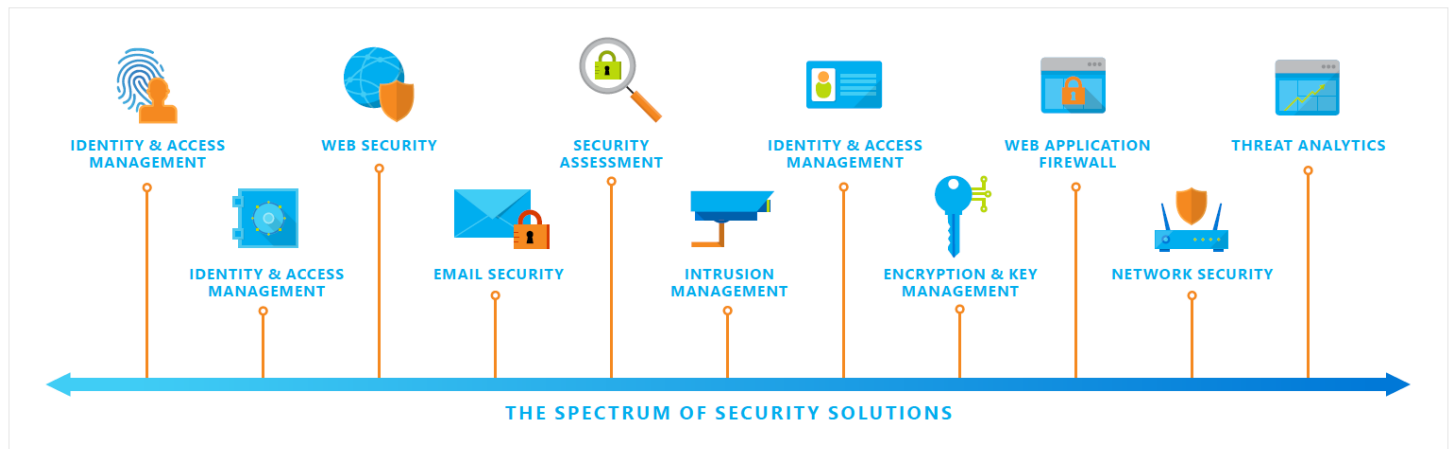 IDENTITY & ACCESS
MANAGEMENT
WEB SECURITY
SECURITY
ASSESSMENT
IDENTITY & ACCESS
MANAGEMENT
WEB APPLICATION
FIREWALL
THREAT ANALYTICS
IDENTITY & ACCESS
MANAGEMENT
EMAIL SECURITY
INTRUSION
MANAGEMENT
ENCRYPTION & KEY
MANAGEMENT
NETWORK SECURITY
THE SPECTRUM OF SECURITY SOLUTIONS